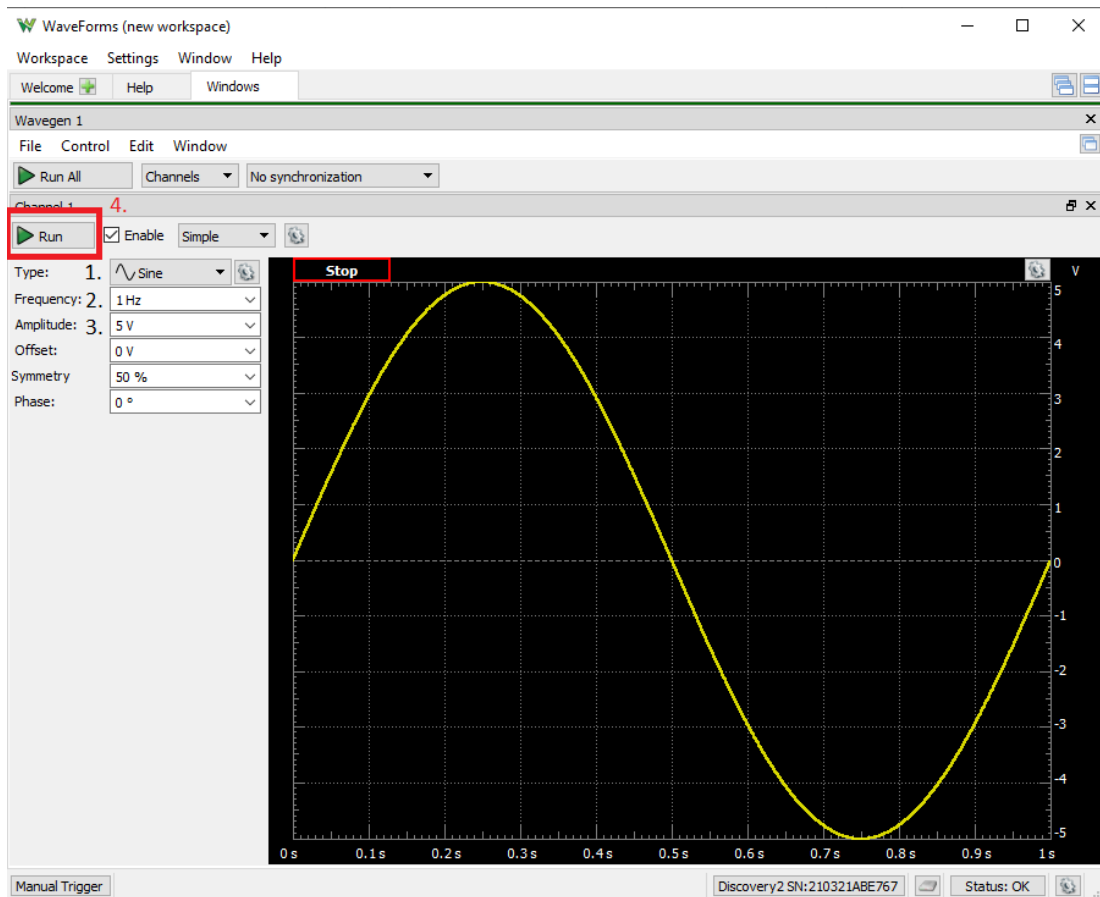 WaveForms (new workspace)
Workspace Settings Window Help
Welcome Help Windows
Wavegen 1
File Control Edit Window
Run All Channels No synchronization
Channel 1 4.
Run Enable Simple
Type: 1. Sine Stop V
Frequency: 2. 1 Hz
Amplitude: 3. 5 V
Offset: 0 V
Symmetry 50 %
Phase: 0 °
5
4
3
2
1
0
-1
-2
-3
-4
-5
0 s 0.1 s 0.2 s 0.3 s 0.4 s 0.5 s 0.6 s 0.7 s 0.8 s 0.9 s 1 s
Manual Trigger Discovery2 SN:210321ABE767 Status: OK